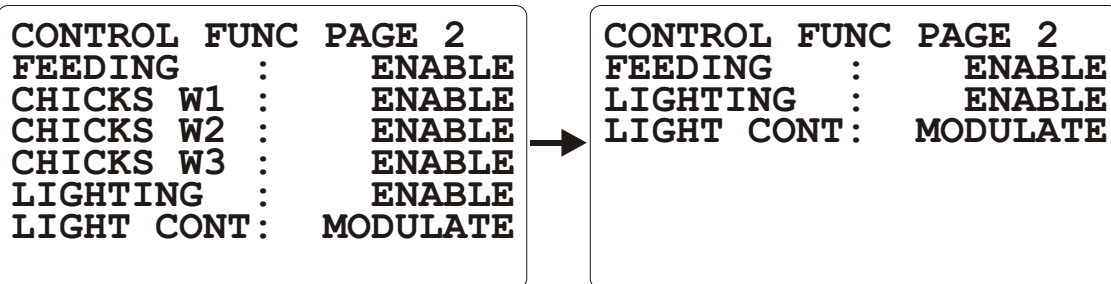 CONTROL FUNC PAGE 2
FEEDING : ENABLE
CHICKS W1 : ENABLE
CHICKS W2 : ENABLE
CHICKS W3 : ENABLE
LIGHTING : ENABLE
LIGHT CONT: MODULATE
CONTROL FUNC PAGE 2
FEEDING : ENABLE
LIGHTING : ENABLE
LIGHT CONT: MODULATE